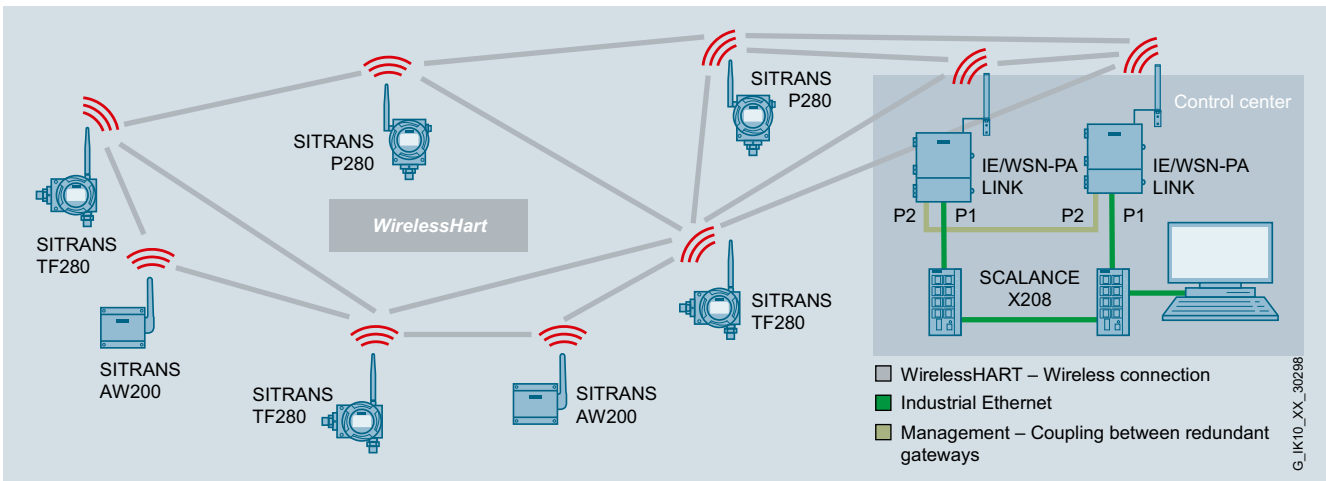 SITRANS
P280
Control center
SITRANS
P280
IE/WSN-PA
LINK
IE/WSN-PA
LINK
WirelessHart
P2
P1
P2
P1
SITRANS
TF280
SCALANCE
X208
SITRANS
TF280
SITRANS
AW200
SITRANS
TF280
SITRANS
AW200
WirelessHART – Wireless connection
Industrial Ethernet
Management – Coupling between redundant
gateways
G_IK10_XX_30298